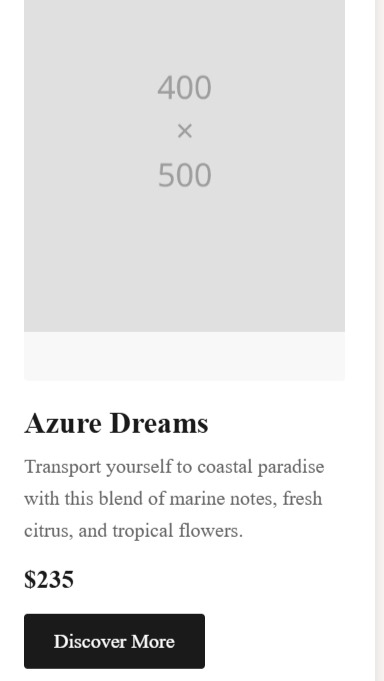 400
×
500
Azure Dreams
Transport yourself to coastal paradise
with this blend of marine notes, fresh
citrus, and tropical flowers.
$235
Discover More